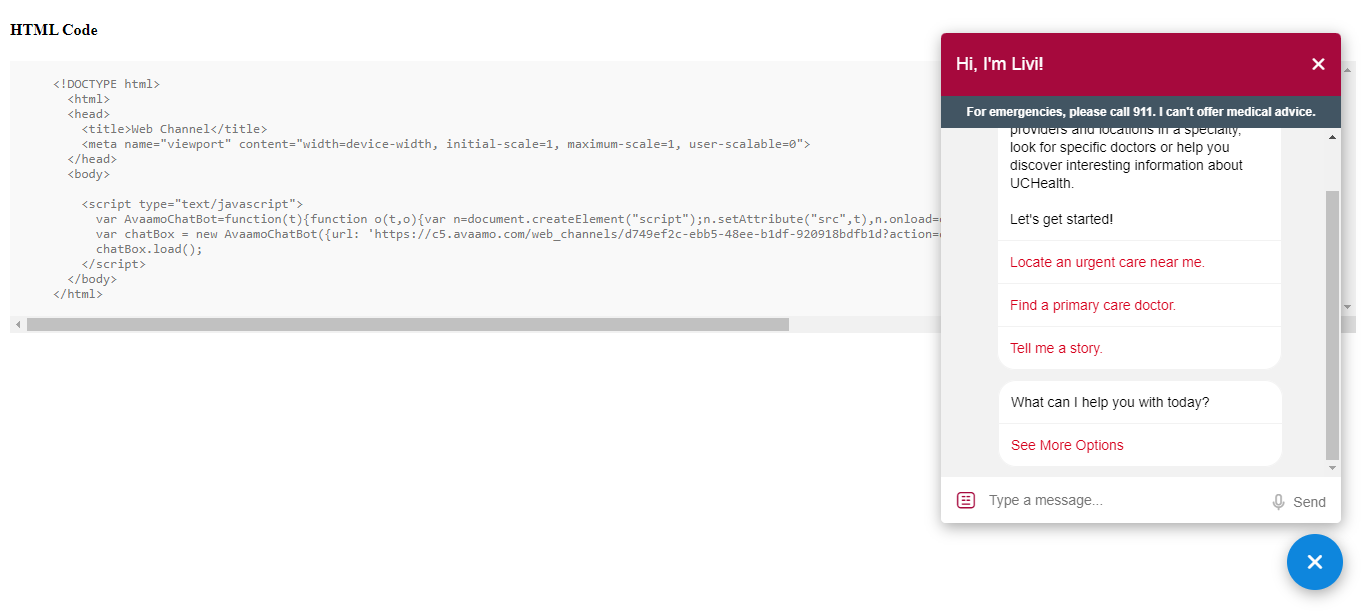 HTML Code
<!DOCTYPE html>
<html>
<head>
<title>Web Channel</title>
<meta name="viewport" content="width=device-width, initial-scale=1, maximum-scale=1, user-scalable=0">
</head>
<body>
<script type="text/javascript">
var AvaamoChatBot=function(t){function o(t,o){var n=document.createElement("script");n.setAttribute("src",t),n.onload=
var chatBox = new AvaamoChatBot({url: 'https://c5.avaamo.com/web_channels/d749ef2c-ebb5-48ee-b1df-920918bdfb1d?action=
chatBox.load();
</script>
</body>
</html>
Hi, I'm Livi!
For emergencies, please call 911. I can't offer medical advice.
providers and locations in a specialty,
look for specific doctors or help you
discover interesting information about
UCHealth.
Let's get started!
Locate an urgent care near me.
Find a primary care doctor.
Tell me a story.
What can I help you with today?
See More Options
Type a message...
Send